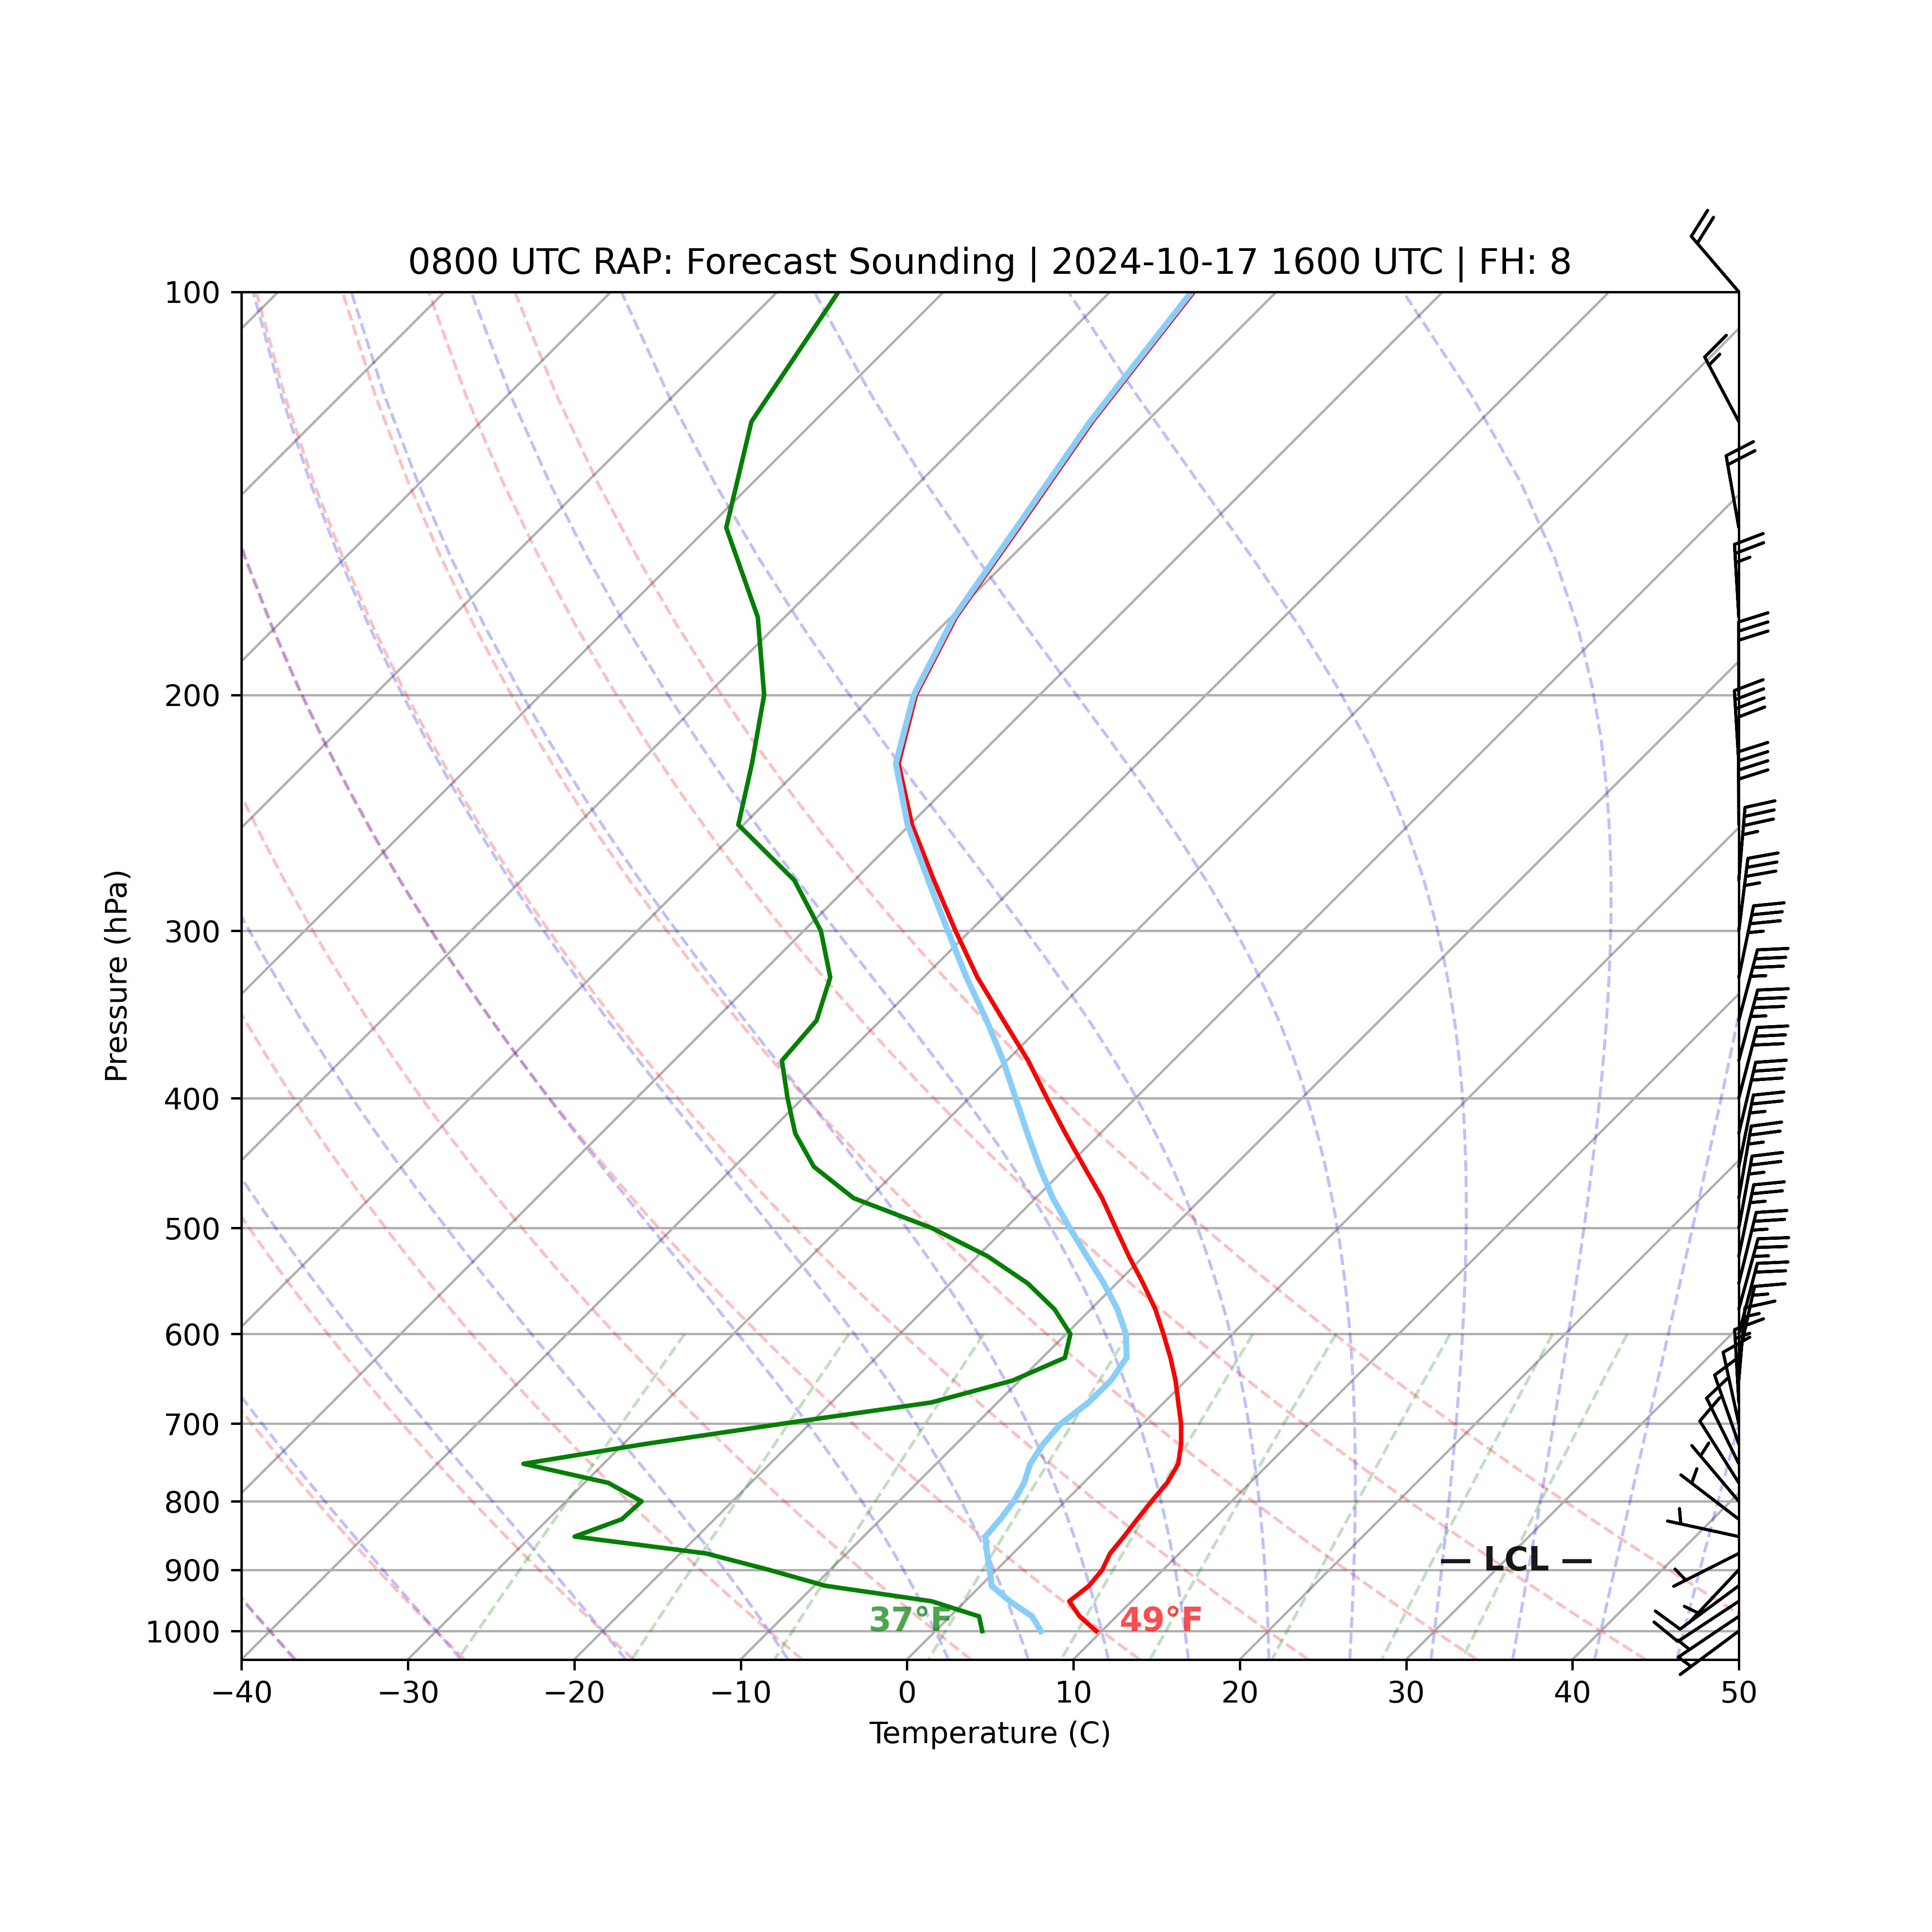 0800 UTC RAP: Forecast Sounding | 2024-10-17 1600 UTC | FH: 8
100
200
300
400
500
600
700
800
900
1000
Pressure (hPa)
— LCL —
37°F
49°F
−40 −30 −20 −10 0 10 20 30 40 50
Temperature (C)